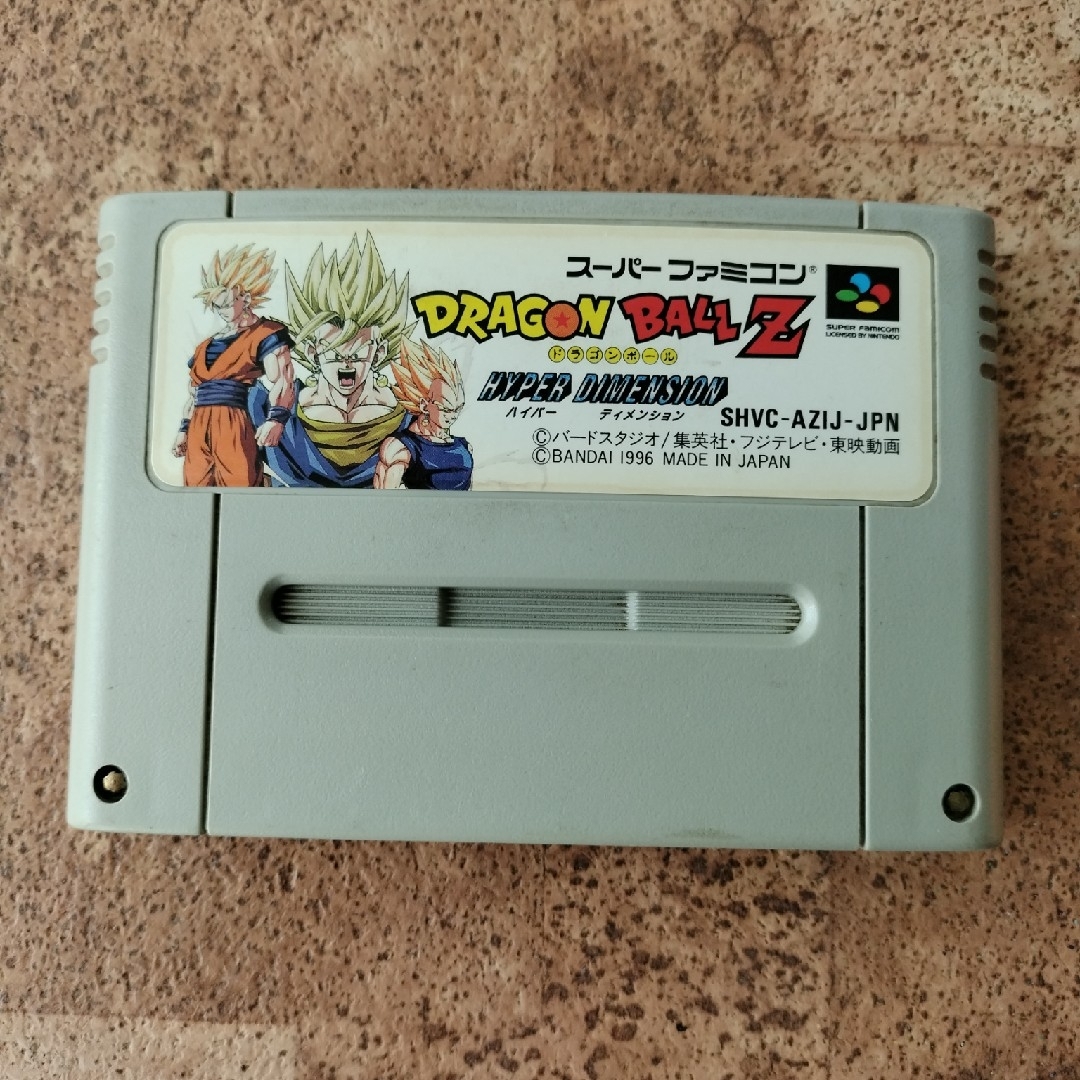 スーパーファミコン®
DRAGON BALL Z
ドラゴンボール
HYPER DIMENSION
ハイパー ディメンション
SUPER FAMICOM
LICENSED BY NINTENDO
SHVC-AZIJ-JPN
©バードスタジオ/集英社・フジテレビ・東映動画
©BANDAI 1996 MADE IN JAPAN